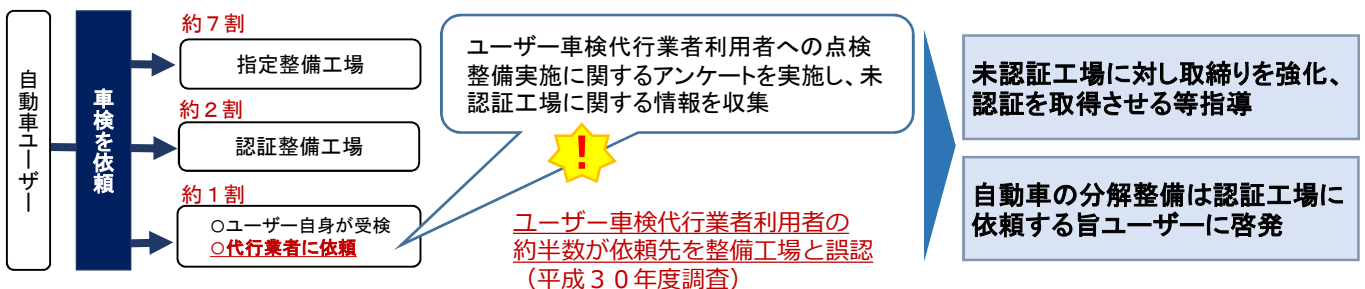 自動車ユーザー
車検を依頼
約７割
指定整備工場
約２割
認証整備工場
約１割
○ユーザー自身が受検
○代行業者に依頼
ユーザー車検代行業者利用者への点検
整備実施に関するアンケートを実施し、未
認証工場に関する情報を収集
!
ユーザー車検代行業者利用者の
約半数が依頼先を整備工場と誤認
（平成３０年度調査）
未認証工場に対し取締りを強化、
認証を取得させる等指導
自動車の分解整備は認証工場に
依頼する旨ユーザーに啓発